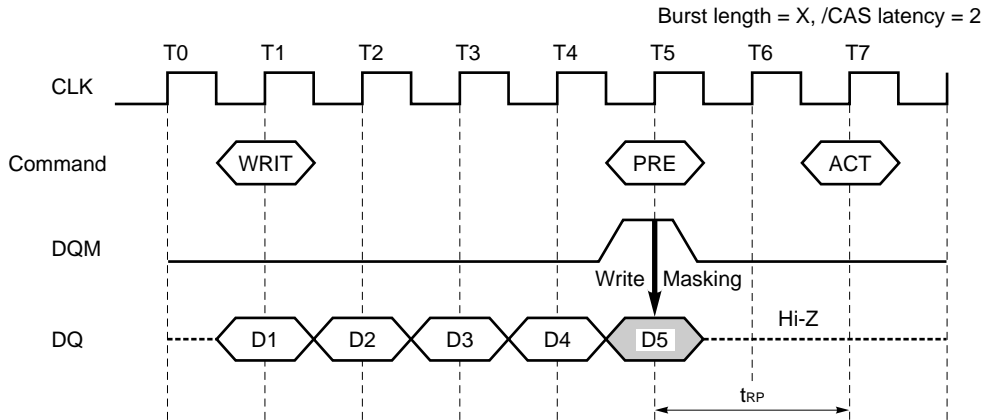 Burst length = X, /CAS latency = 2
T0 T1 T2 T3 T4 T5 T6 T7
CLK
Command WRIT PRE ACT
DQM
Write Masking
Hi-Z
DQ D1 D2 D3 D4 D5
tRP